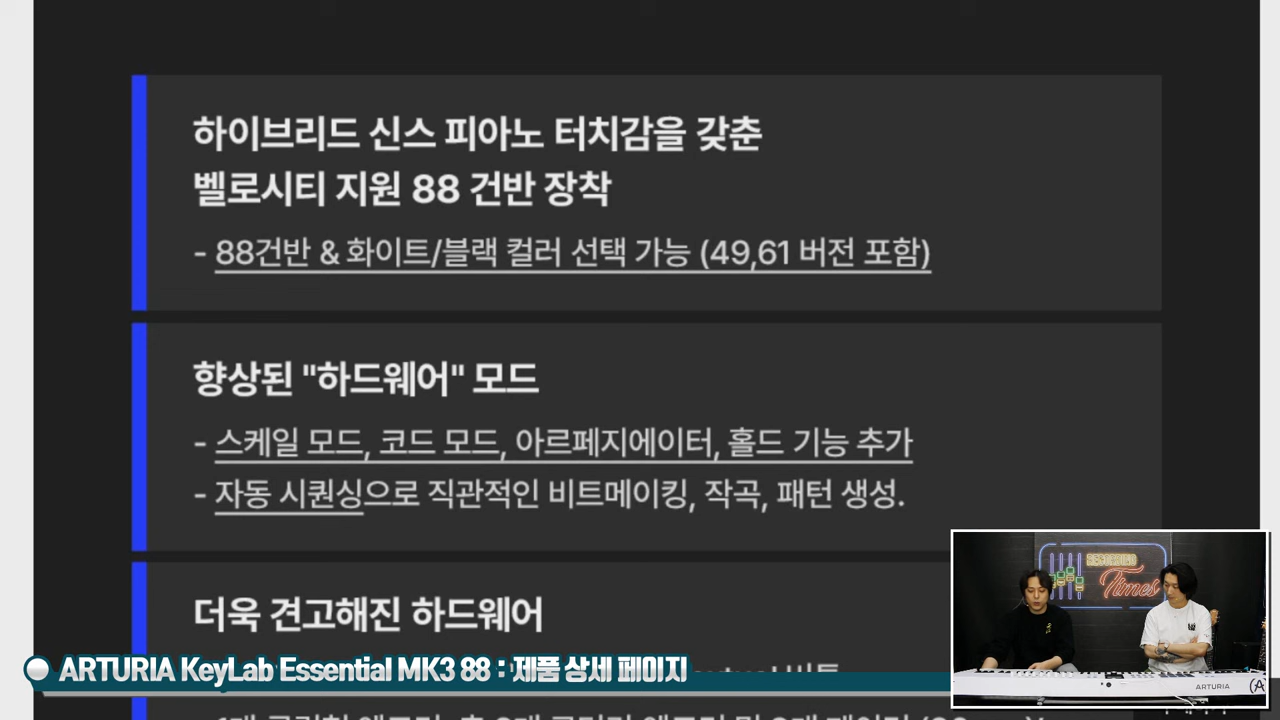 하이브리드 신스 피아노 터치감을 갖춘
벨로시티 지원 88 건반 장착
- 88건반 & 화이트/블랙 컬러 선택 가능 (49,61 버전 포함)
향상된 "하드웨어" 모드
- 스케일 모드, 코드 모드, 아르페지에이터, 홀드 기능 추가
- 자동 시퀀싱으로 직관적인 비트메이킹, 작곡, 패턴 생성.
더욱 견고해진 하드웨어
RECORDING
Times
ARTURIA KeyLab Essential MK3 88 : 제품 상세 페이지
ARTURIA